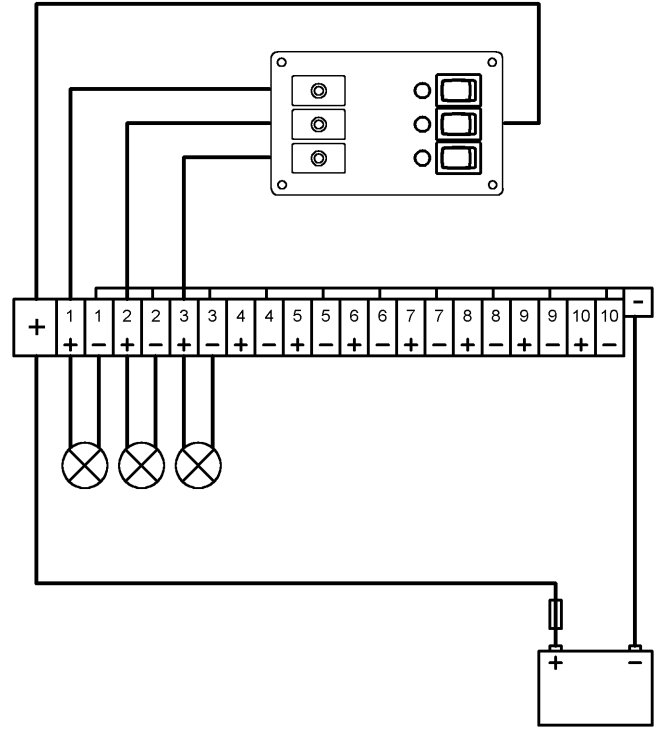 1 1 2 2 3 3 4 4 5 5 6 6 7 7 8 8 9 9 10 10 -
+ + - + - + - + - + - + - + - + - + - + -
+ -